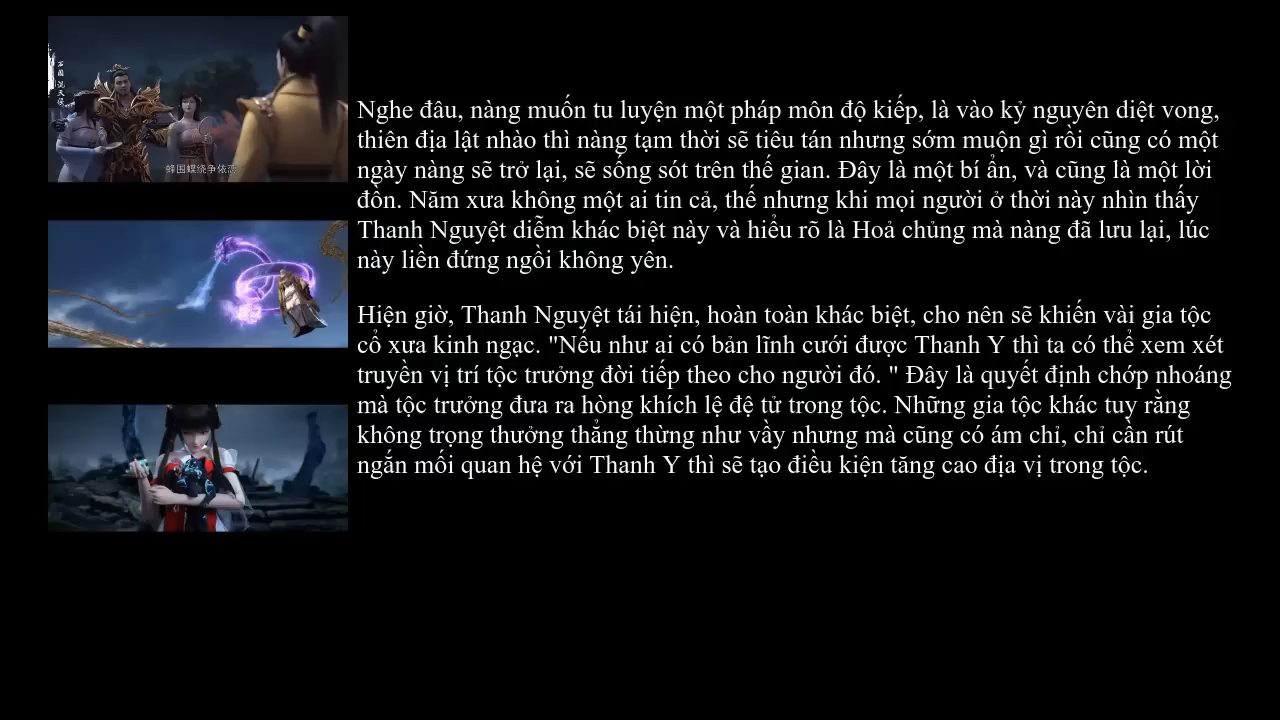 蜂围蝶绕争依恋
Nghe đâu, nàng muốn tu luyện một pháp môn độ kiếp, là vào kỷ nguyên diệt vong,
thiên địa lật nhào thì nàng tạm thời sẽ tiêu tán nhưng sớm muộn gì rồi cũng có một
ngày nàng sẽ trở lại, sẽ sống sót trên thế gian. Đây là một bí ẩn, và cũng là một lời
đồn. Năm xưa không một ai tin cả, thế nhưng khi mọi người ở thời này nhìn thấy
Thanh Nguyệt diễm khác biệt này và hiểu rõ là Hoả chủng mà nàng đã lưu lại, lúc
này liền đứng ngồi không yên.
Hiện giờ, Thanh Nguyệt tái hiện, hoàn toàn khác biệt, cho nên sẽ khiến vài gia tộc
cổ xưa kinh ngạc. "Nếu như ai có bản lĩnh cưới được Thanh Y thì ta có thể xem xét
truyền vị trí tộc trưởng đời tiếp theo cho người đó. " Đây là quyết định chớp nhoáng
mà tộc trưởng đưa ra hòng khích lệ đệ tử trong tộc. Những gia tộc khác tuy rằng
không trọng thưởng thẳng thừng như vầy nhưng mà cũng có ám chỉ, chỉ cần rút
ngắn mối quan hệ với Thanh Y thì sẽ tạo điều kiện tăng cao địa vị trong tộc.